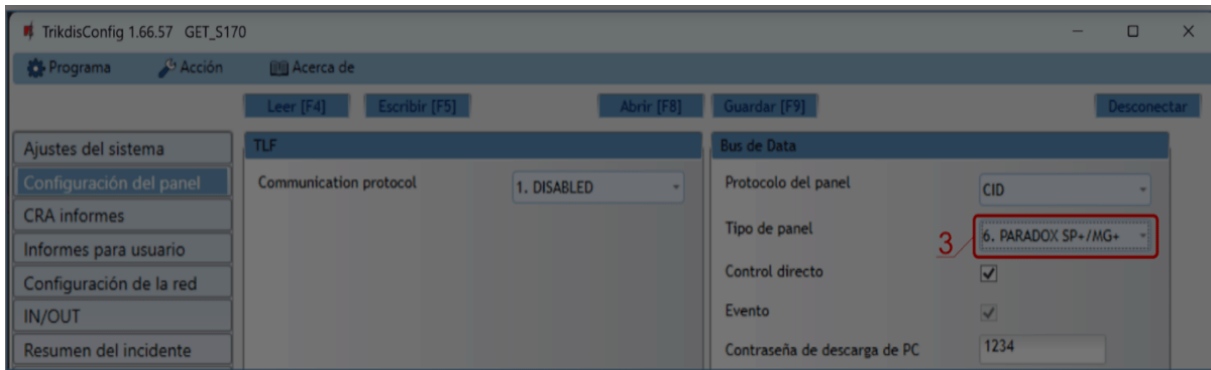 TrikdisConfig 1.66.57 GET_S170
Programa Acción Acerca de
Leer [F4] Escribir [F5] Abrir [F8] Guardar [F9] Desconectar
Ajustes del sistema
Configuración del panel
CRA informes
Informes para usuario
Configuración de la red
IN/OUT
Resumen del incidente
TLF
Communication protocol 1. DISABLED
Bus de Data
Protocolo del panel CID
Tipo de panel 3 6. PARADOX SP+/MG+
Control directo
Evento
Contraseña de descarga de PC 1234